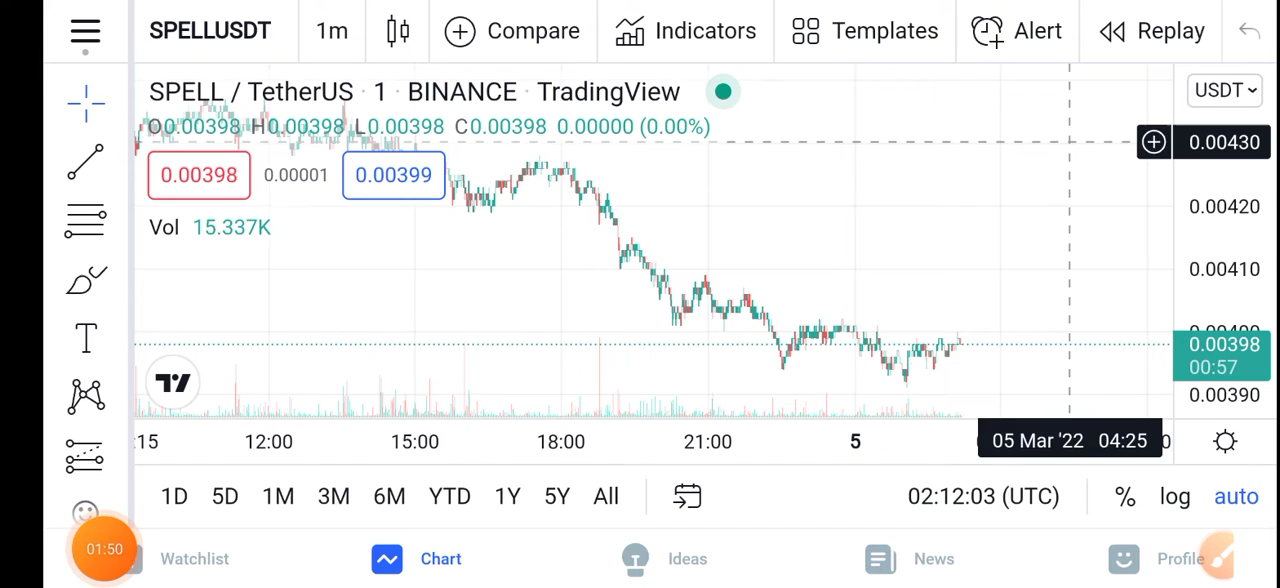 SPELLUSDT 1m Compare Indicators Templates Alert Replay
SPELL / TetherUS · 1 · BINANCE · TradingView
USDT
O0.00398 H0.00398 L0.00398 C0.00398 0.00000 (0.00%)
0.00430
0.00398 0.00001 0.00399
0.00420
Vol 15.337K
0.00410
0.00400
0.00398
00:57
0.00390
:15 12:00 15:00 18:00 21:00 5 05 Mar '22 04:25
1D 5D 1M 3M 6M YTD 1Y 5Y All 02:12:03 (UTC) % log auto
01:50
Watchlist Chart Ideas News Profile